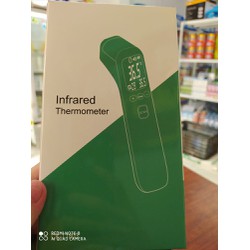 Infrared
Thermometer
REDMI NOTE 8
AI QUAD CAMERA